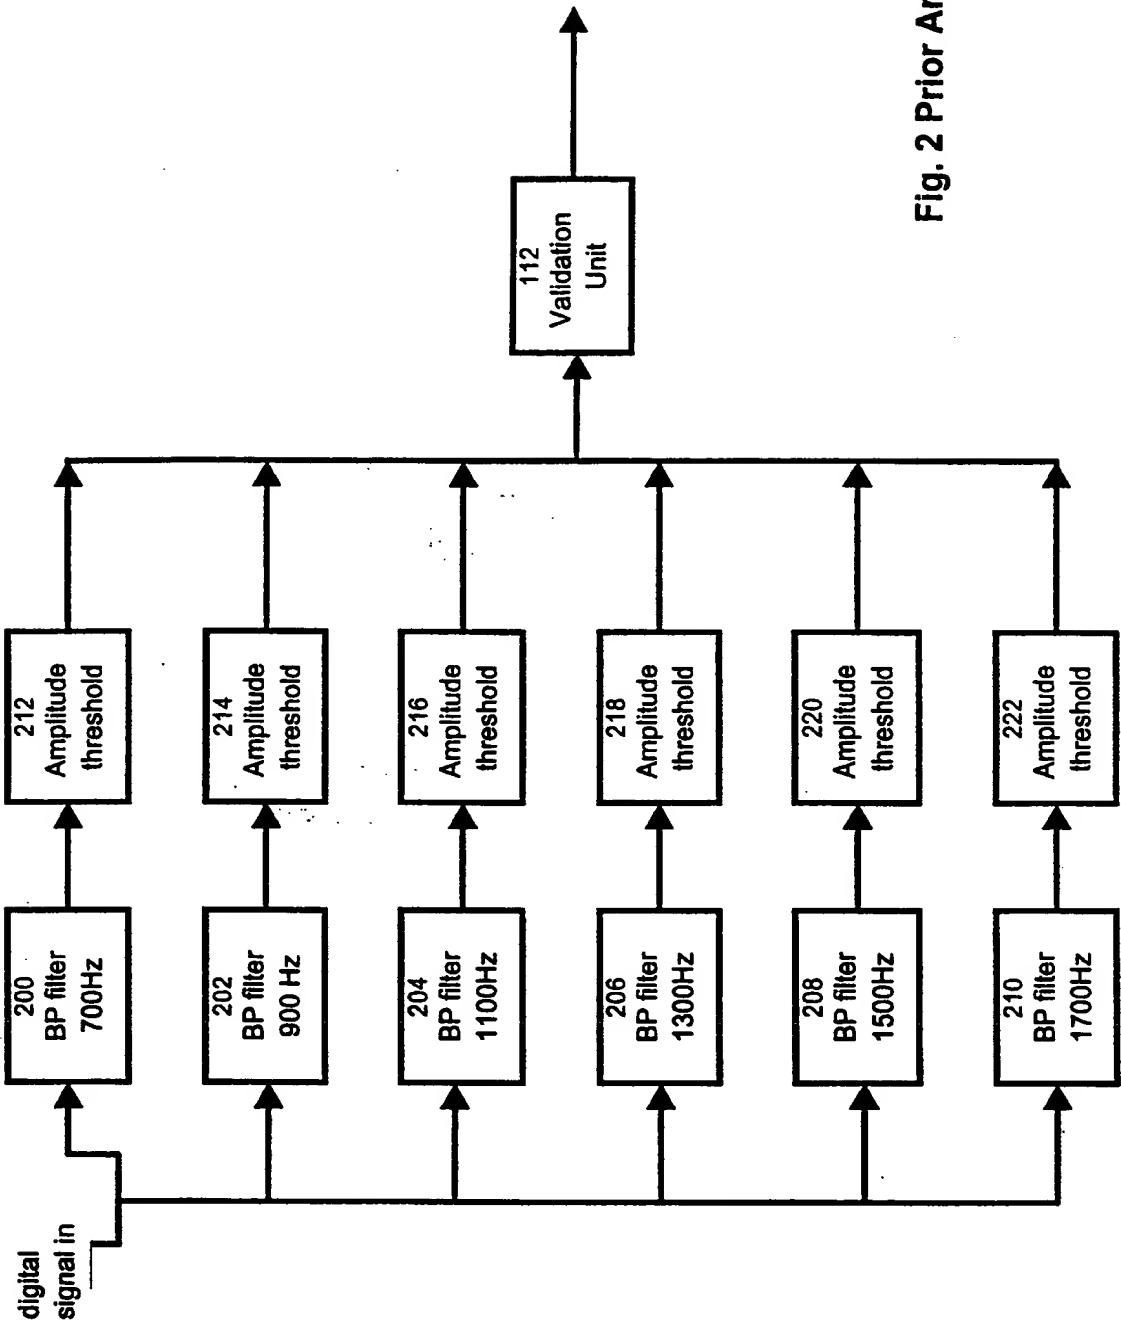 digital
signal in
200
BP filter
700Hz
212
Amplitude
threshold
202
BP filter
900 Hz
214
Amplitude
threshold
204
BP filter
1100Hz
216
Amplitude
threshold
112
Validation
Unit
206
BP filter
1300Hz
218
Amplitude
threshold
208
BP filter
1500Hz
220
Amplitude
threshold
210
BP filter
1700Hz
222
Amplitude
threshold
Fig. 2 Prior Ar